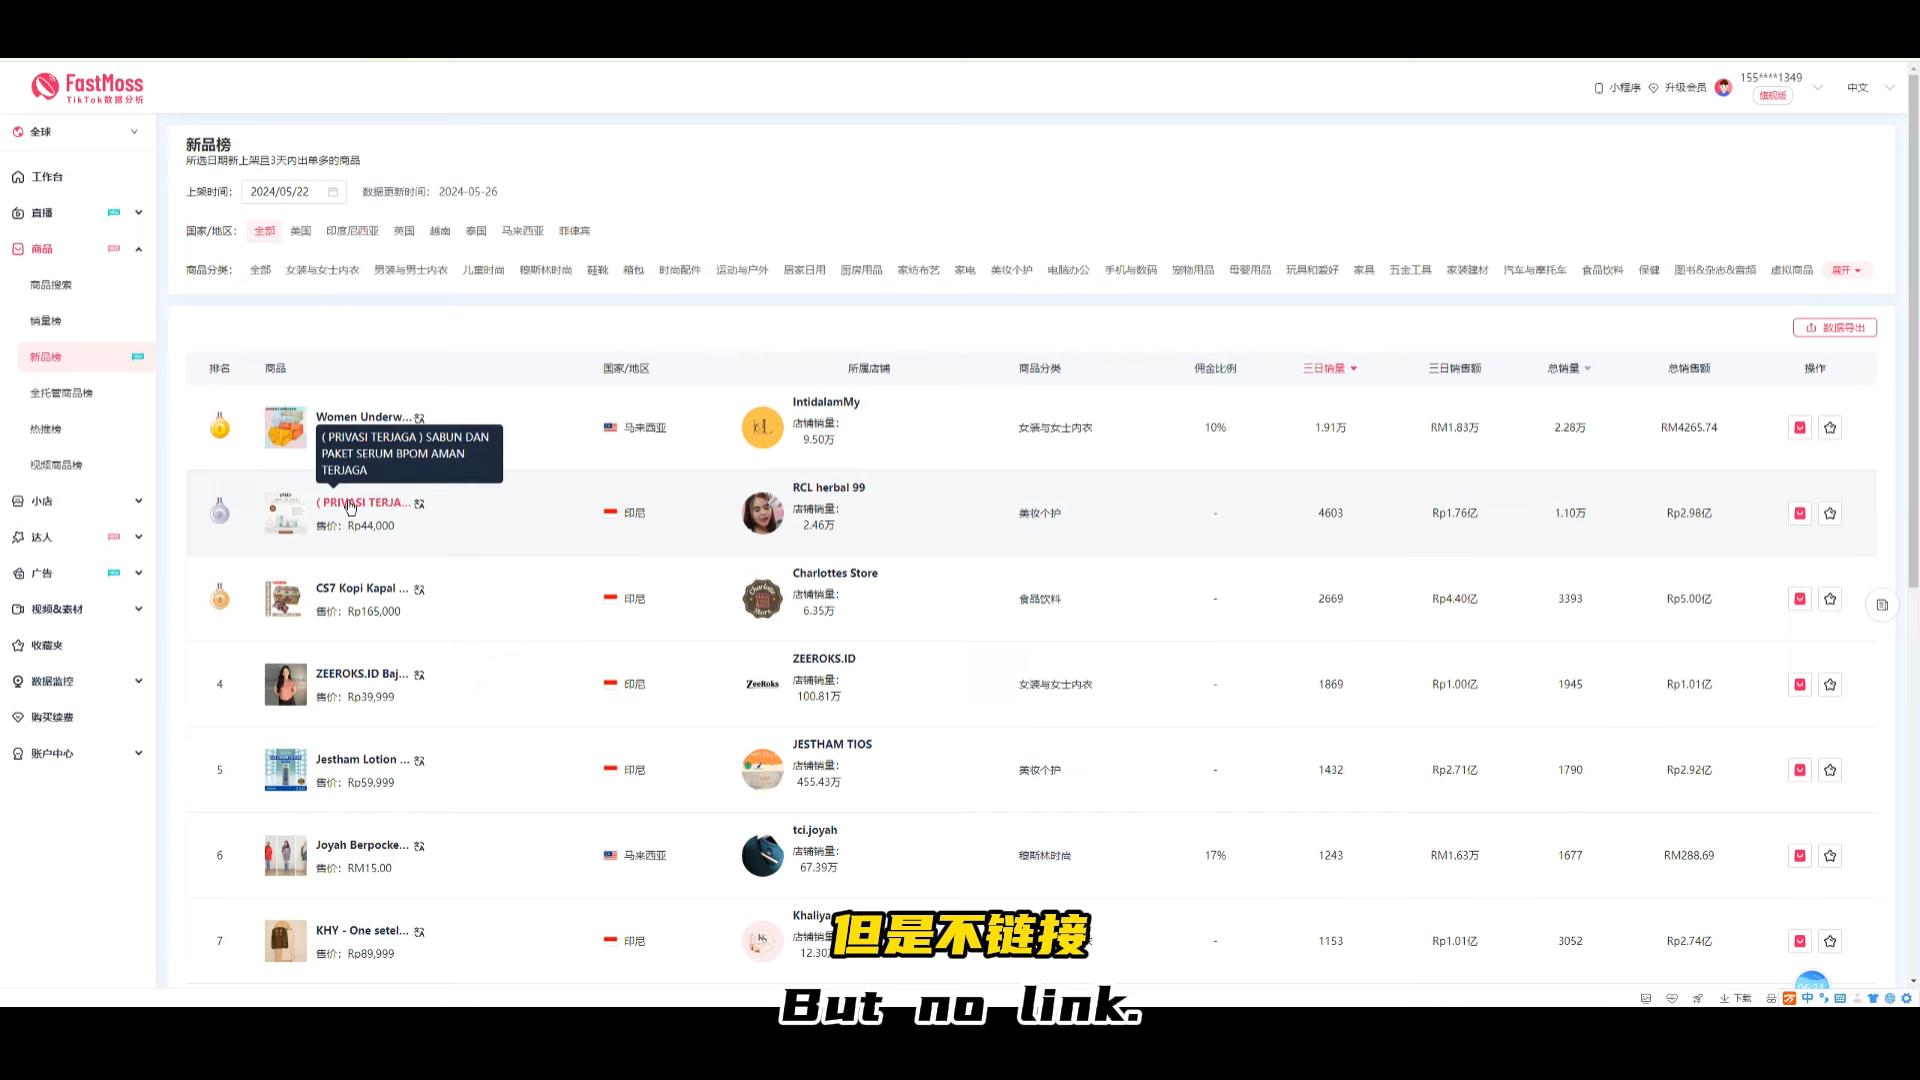 FastMoss
TikTok数据分析
小程序
升级会员
155****1349
旗舰版
中文
全球
工作台
直播
商品
商品搜索
销量榜
新品榜
全托管商品榜
热推榜
视频商品榜
小店
达人
广告
视频&素材
收藏夹
数据监控
购买续费
账户中心
新品榜
所选日期新上架且3天内出单多的商品
上架时间: 2024/05/22 数据更新时间: 2024-05-26
国家/地区: 全部 美国 印度尼西亚 英国 越南 泰国 马来西亚 菲律宾
商品分类: 全部 女装与女士内衣 男装与男士内衣 儿童时尚 穆斯林时尚 鞋靴 箱包 时尚配件 运动与户外 居家日用 厨房用品 家纺布艺 家电 美妆个护 电脑办公 手机与数码 宠物用品 母婴用品 玩具和爱好 家具 五金工具 家装建材 汽车与摩托车 食品饮料 保健 图书&杂志&音频 虚拟商品 展开
数据导出
排名 商品 国家/地区 所属店铺 商品分类 佣金比例 三日销量 三日销售额 总销量 总销售额 操作
Women Underw...
马来西亚
IntidalamMy
店铺销量:
9.50万
女装与女士内衣 10% 1.91万 RM1.83万 2.28万 RM4265.74
( PRIVASI TERJAGA ) SABUN DAN
PAKET SERUM BPOM AMAN
TERJAGA
( PRIVASI TERJA...
售价: Rp44,000
印尼
RCL herbal 99
店铺销量:
2.46万
美妆个护 - 4603 Rp1.76亿 1.10万 Rp2.98亿
CS7 Kopi Kapal ...
售价: Rp165,000
印尼
Charlottes Store
店铺销量:
6.35万
食品饮料 - 2669 Rp4.40亿 3393 Rp5.00亿
4
ZEEROKS.ID Baj...
售价: Rp39,999
印尼
ZeeRoks
ZEEROKS.ID
店铺销量:
100.81万
女装与女士内衣 - 1869 Rp1.00亿 1945 Rp1.01亿
5
Jestham Lotion ...
售价: Rp59,999
印尼
JESTHAM TIOS
店铺销量:
455.43万
美妆个护 - 1432 Rp2.71亿 1790 Rp2.92亿
6
Joyah Berpocke...
售价: RM15.00
马来西亚
tci.joyah
店铺销量:
67.39万
穆斯林时尚 17% 1243 RM1.63万 1677 RM288.69
7
KHY - One setel...
售价: Rp89,999
印尼
Khaliya
店铺销量
12.30
- 1153 Rp1.01亿 3052 Rp2.74亿
但是不链接
But no link.
下载
中